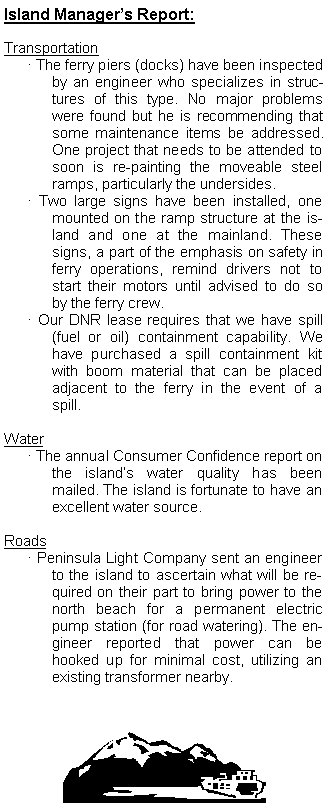 Island Manager's Report:
Transportation
· The ferry piers (docks) have been inspected
by an engineer who specializes in struc-
tures of this type. No major problems
were found but he is recommending that
some maintenance items be addressed.
One project that needs to be attended to
soon is re-painting the moveable steel
ramps, particularly the undersides.
· Two large signs have been installed, one
mounted on the ramp structure at the is-
land and one at the mainland. These
signs, a part of the emphasis on safety in
ferry operations, remind drivers not to
start their motors until advised to do so
by the ferry crew.
· Our DNR lease requires that we have spill
(fuel or oil) containment capability. We
have purchased a spill containment kit
with boom material that can be placed
adjacent to the ferry in the event of a
spill.
Water
· The annual Consumer Confidence report on
the island's water quality has been
mailed. The island is fortunate to have an
excellent water source.
Roads
· Peninsula Light Company sent an engineer
to the island to ascertain what will be re-
quired on their part to bring power to the
north beach for a permanent electric
pump station (for road watering). The en-
gineer reported that power can be
hooked up for minimal cost, utilizing an
existing transformer nearby.